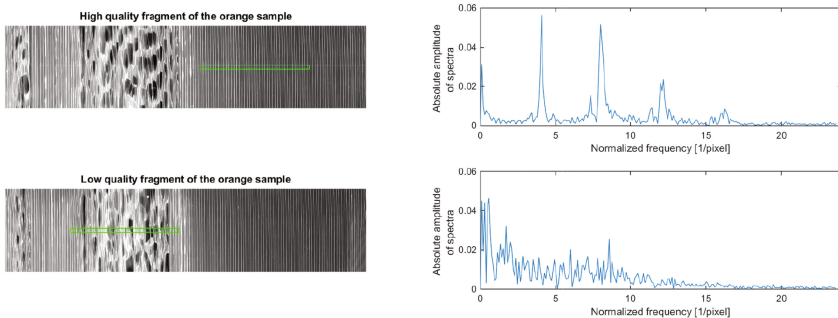 High quality fragment of the orange sample
0.06
0.04
0.02
0
Absolute amplitude
of spectra
0 5 10 15 20
Normalized frequency [1/pixel]
Low quality fragment of the orange sample
0.06
0.04
0.02
0
Absolute amplitude
of spectra
0 5 10 15 20
Normalized frequency [1/pixel]